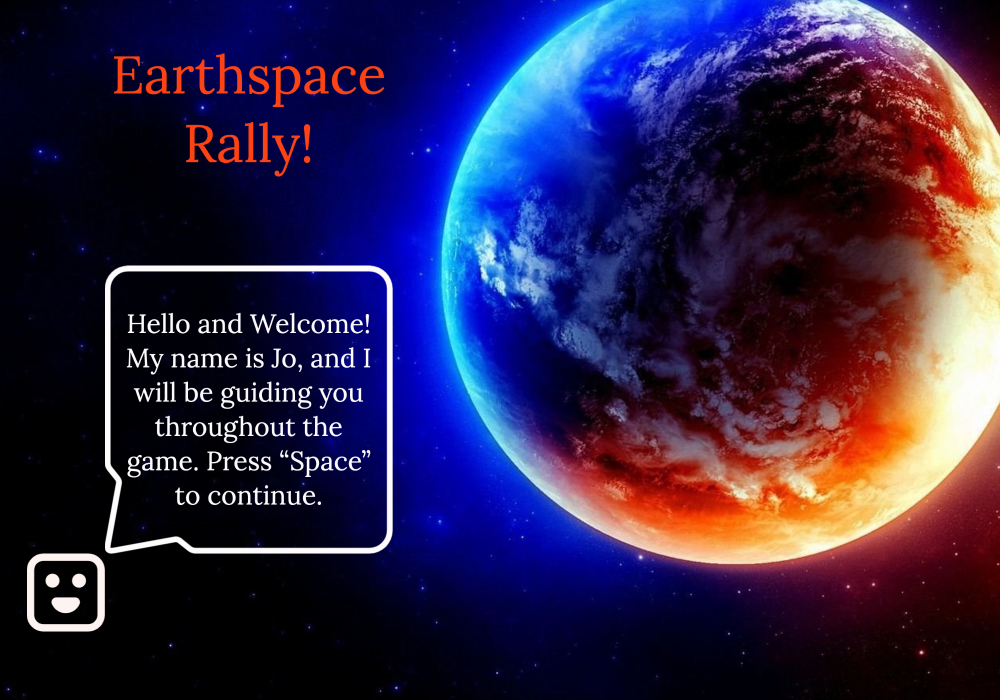 Earthspace
Rally!
Hello and Welcome!
My name is Jo, and I
will be guiding you
throughout the
game. Press “Space”
to continue.